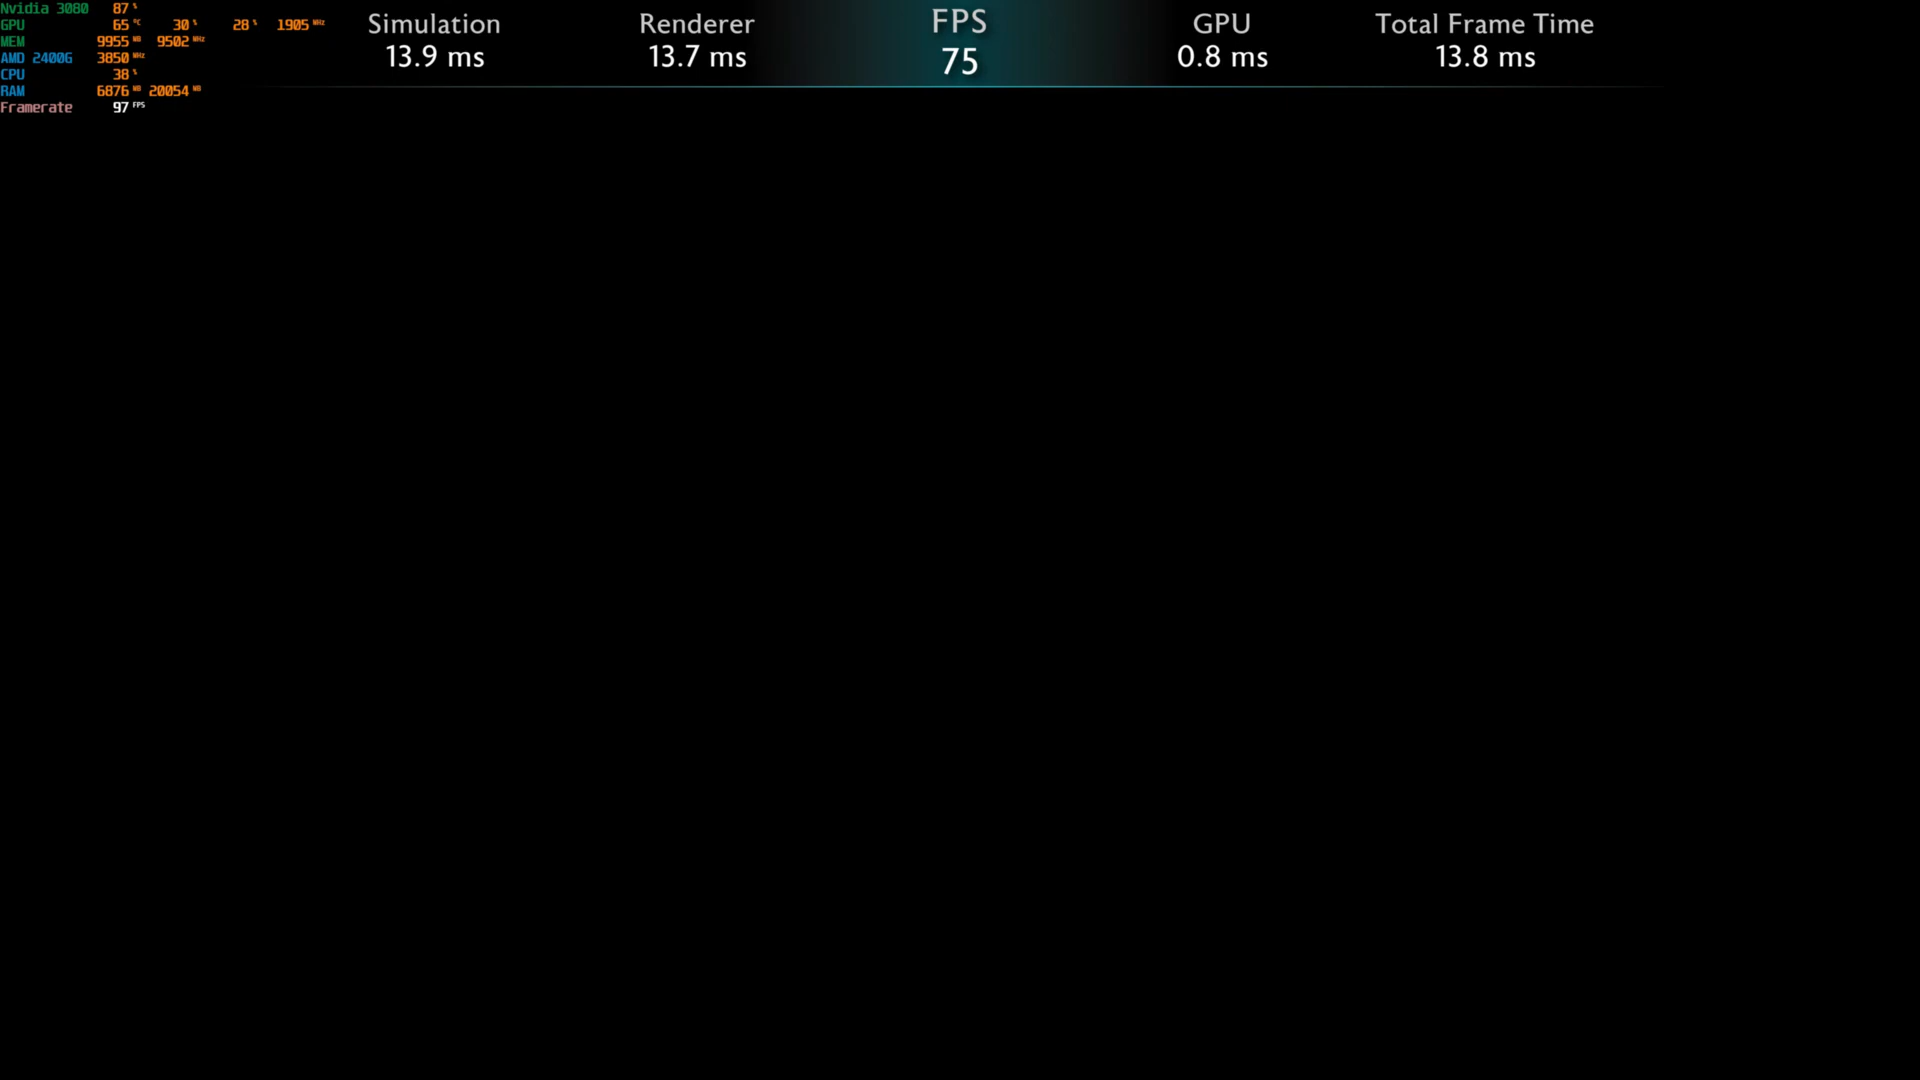 Nvidia 3080 87 %
GPU 65 °C 30 % 28 % 1905 MHz
MEM 9955 MB 9502 MHz
AMD 2400G 3850 MHz
CPU 38 %
RAM 6876 MB 20054 MB
Framerate 97 FPS
Simulation Renderer FPS GPU Total Frame Time
13.9 ms 13.7 ms 75 0.8 ms 13.8 ms